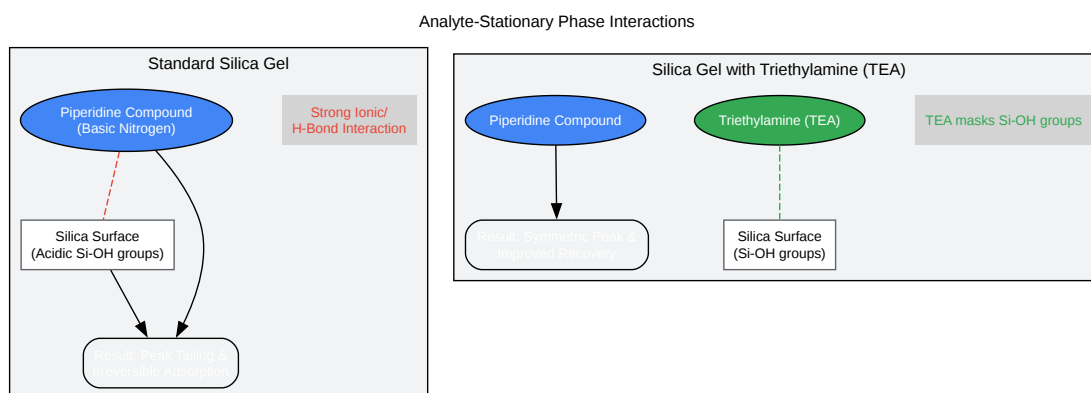 Analyte-Stationary Phase Interactions
Standard Silica Gel
Piperidine Compound
(Basic Nitrogen)
Strong Ionic/
H-Bond Interaction
Silica Surface
(Acidic Si-OH groups)
Result: Peak Tailing &
Irreversible Adsorption
Silica Gel with Triethylamine (TEA)
Piperidine Compound
Triethylamine (TEA)
TEA masks Si-OH groups
Result: Symmetric Peak &
Improved Recovery
Silica Surface
(Si-OH groups)